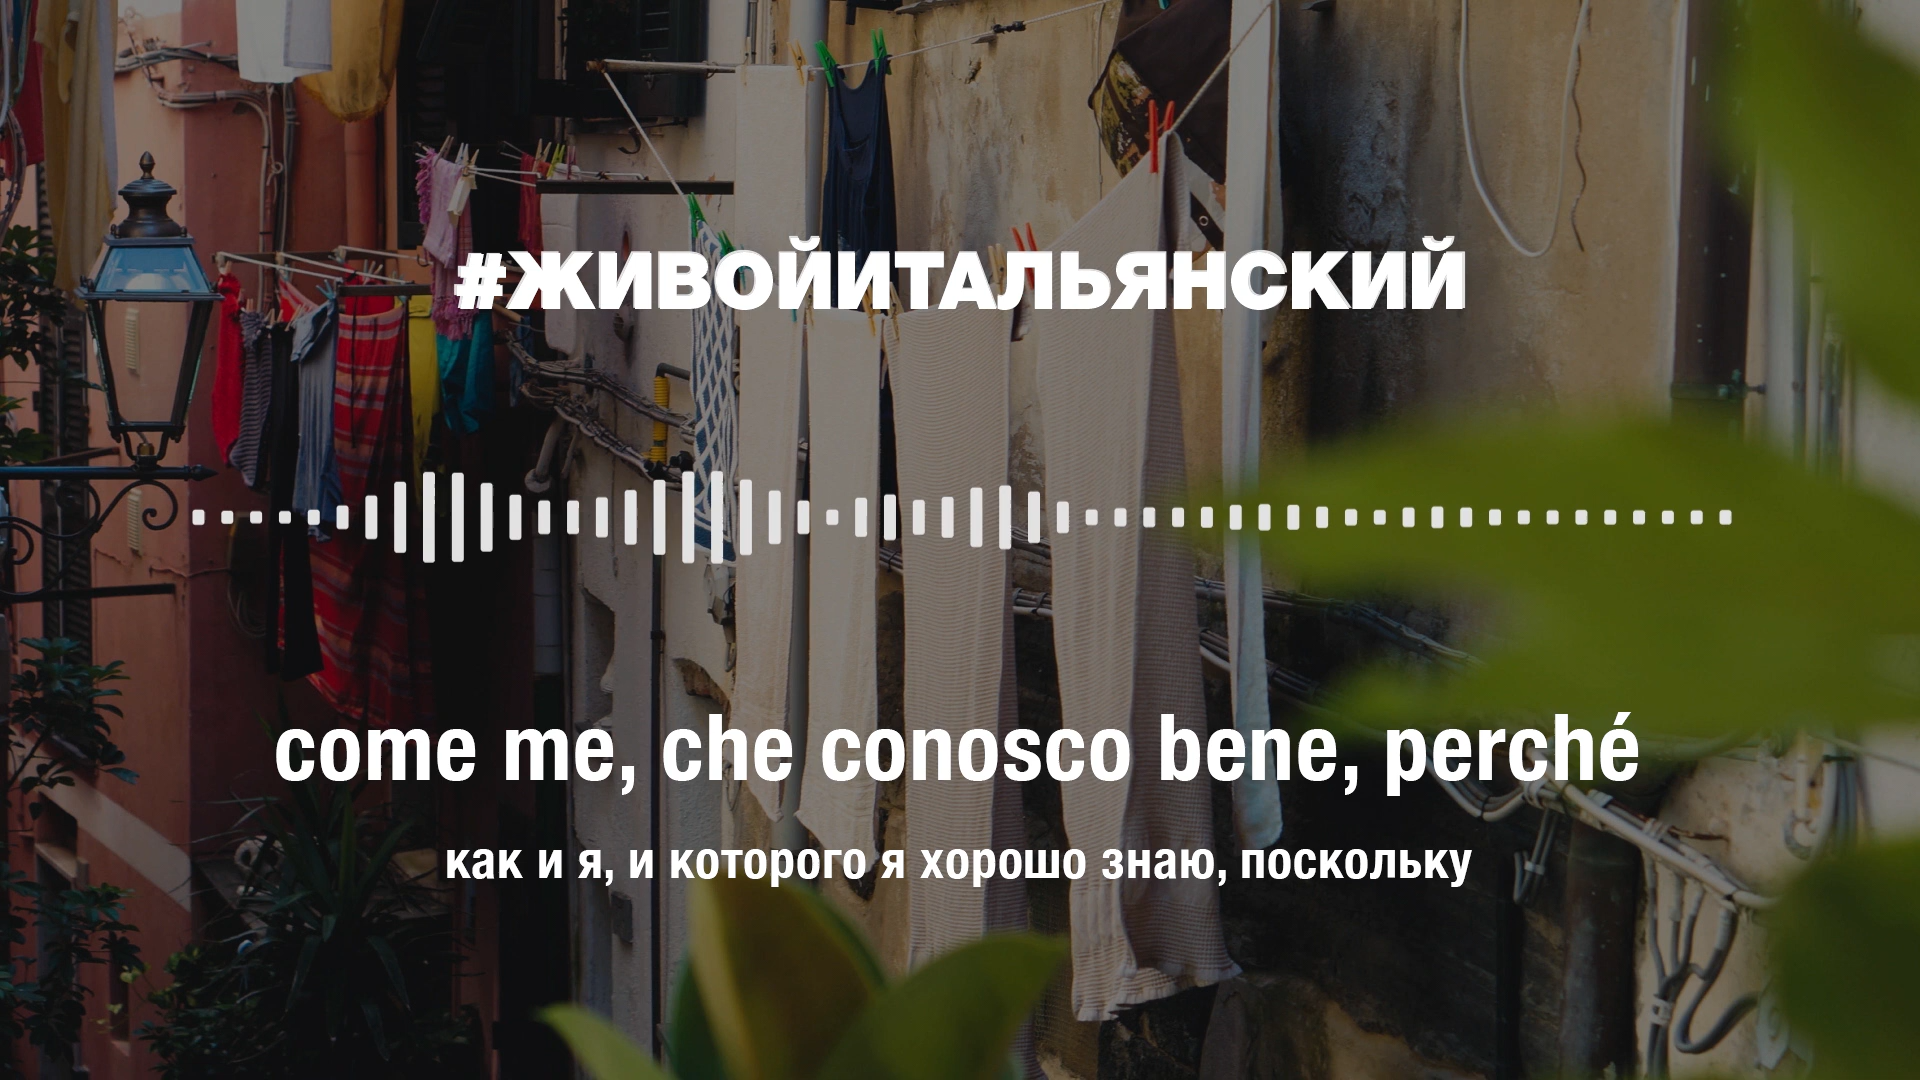 #ЖИВОЙИТАЛЬЯНСКИЙ
come me, che conosco bene, perché
как и я, и которого я хорошо знаю, поскольку